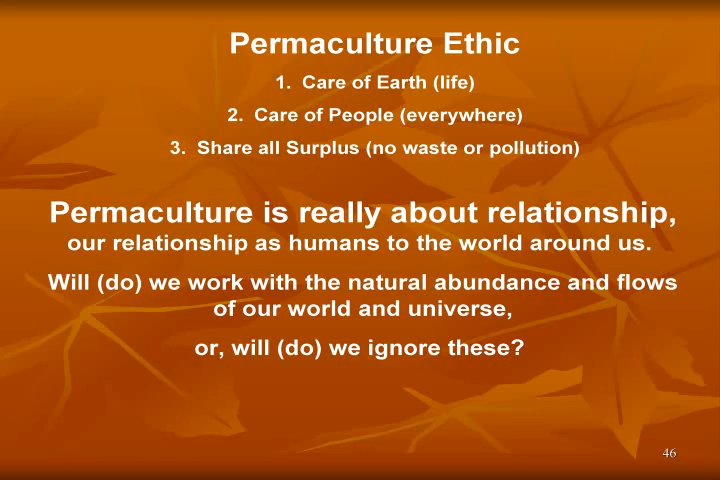 Permaculture Ethic
1. Care of Earth (life)
2. Care of People (everywhere)
3. Share all Surplus (no waste or pollution)
Permaculture is really about relationship,
our relationship as humans to the world around us.
Will (do) we work with the natural abundance and flows
of our world and universe,
or, will (do) we ignore these?
46